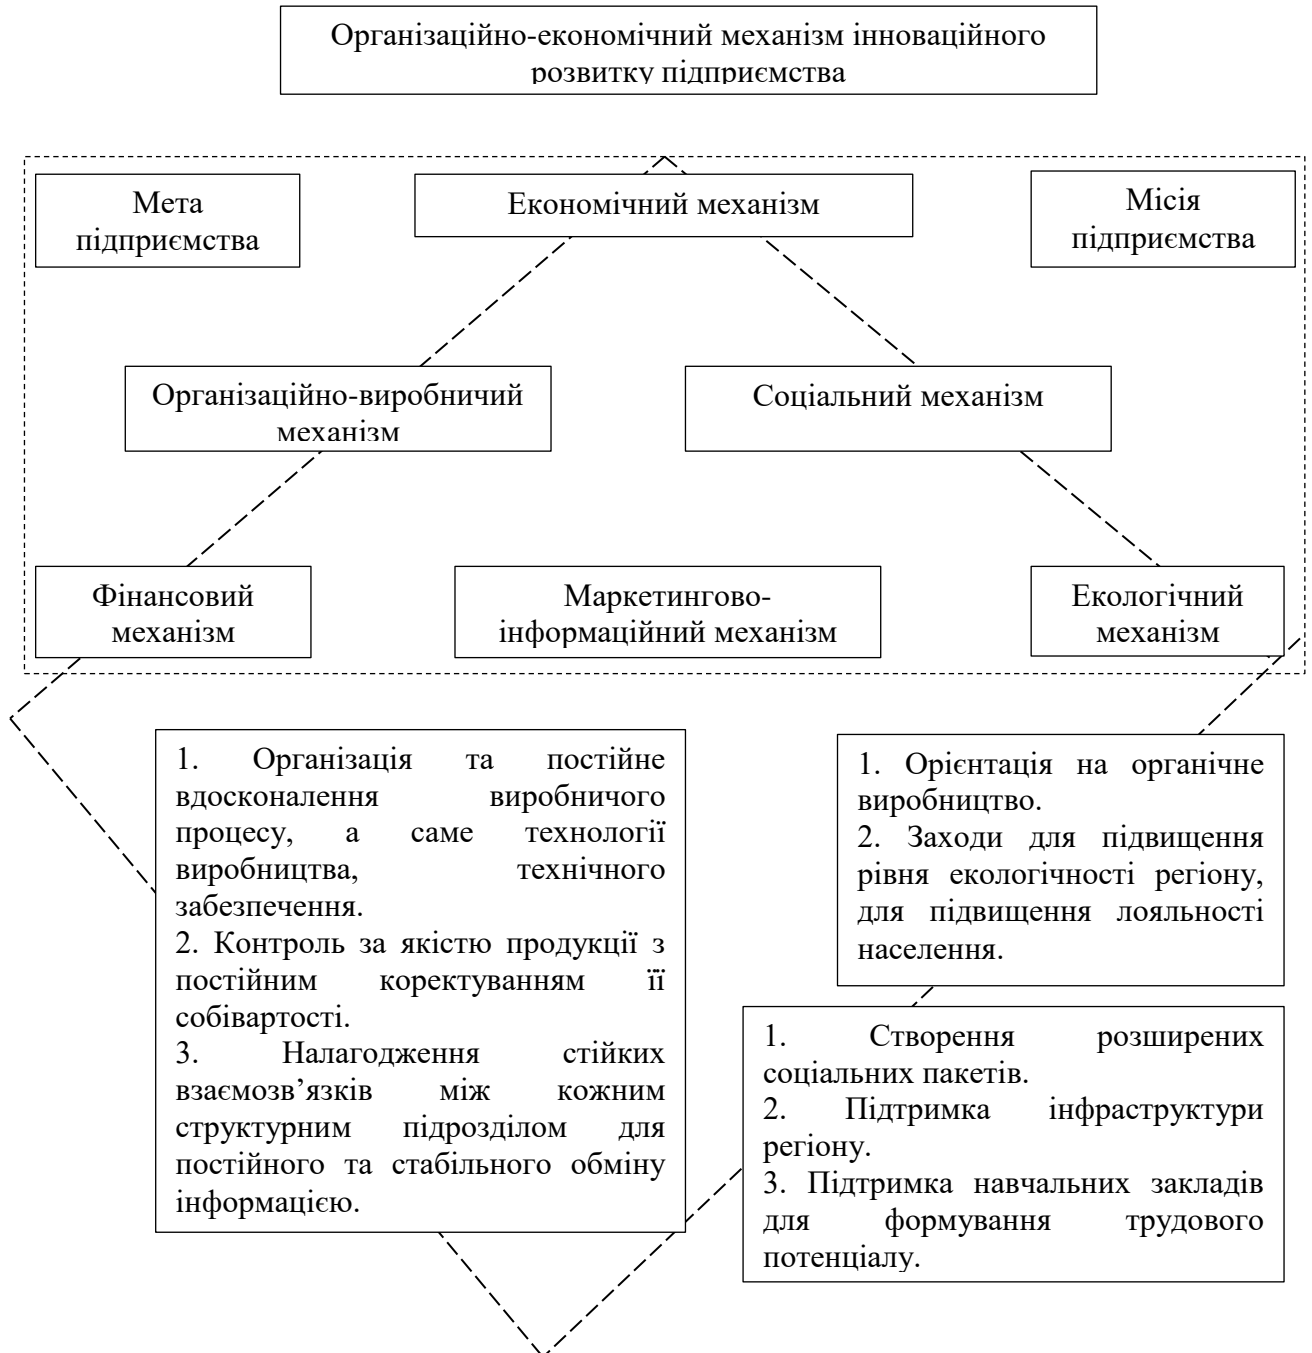 Організаційно-економічний механізм інноваційного
розвитку підприємства
Мета
підприємства
Економічний механізм
Місія
підприємства
Організаційно-виробничий
механізм
Соціальний механізм
Фінансовий
механізм
Маркетингово-
інформаційний механізм
Екологічний
механізм
1. Організація та постійне
вдосконалення виробничого
процесу, а саме технології
виробництва, технічного
забезпечення.
2. Контроль за якістю продукції з
постійним коректуванням її
собівартості.
3. Налагодження стійких
взаємозв’язків між кожним
структурним підрозділом для
постійного та стабільного обміну
інформацією.
1. Орієнтація на органічне
виробництво.
2. Заходи для підвищення
рівня екологічності регіону,
для підвищення лояльності
населення.
1. Створення розширених
соціальних пакетів.
2. Підтримка інфраструктури
регіону.
3. Підтримка навчальних закладів
для формування трудового
потенціалу.